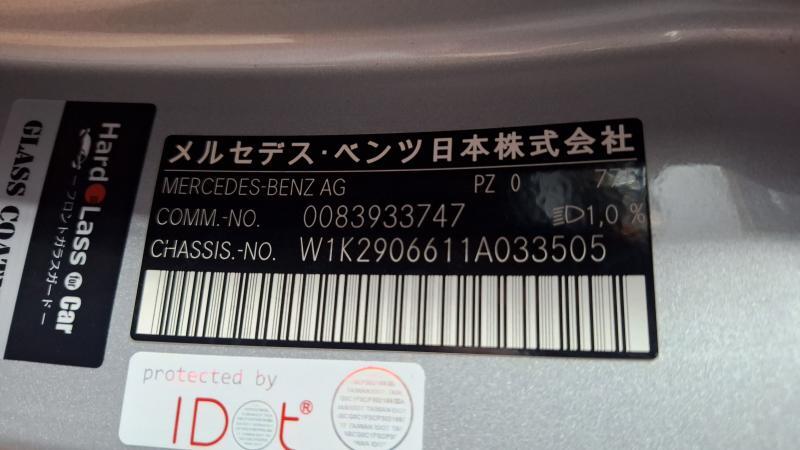 メルセデス・ベンツ日本株式会社
MERCEDES-BENZ AG PZ 0
COMM.-NO. 0083933747 1,0 %
CHASSIS.-NO. W1K2906611A033505
HardGLass for Car
フロントガラスガード
GLASS
protected by
IDot®